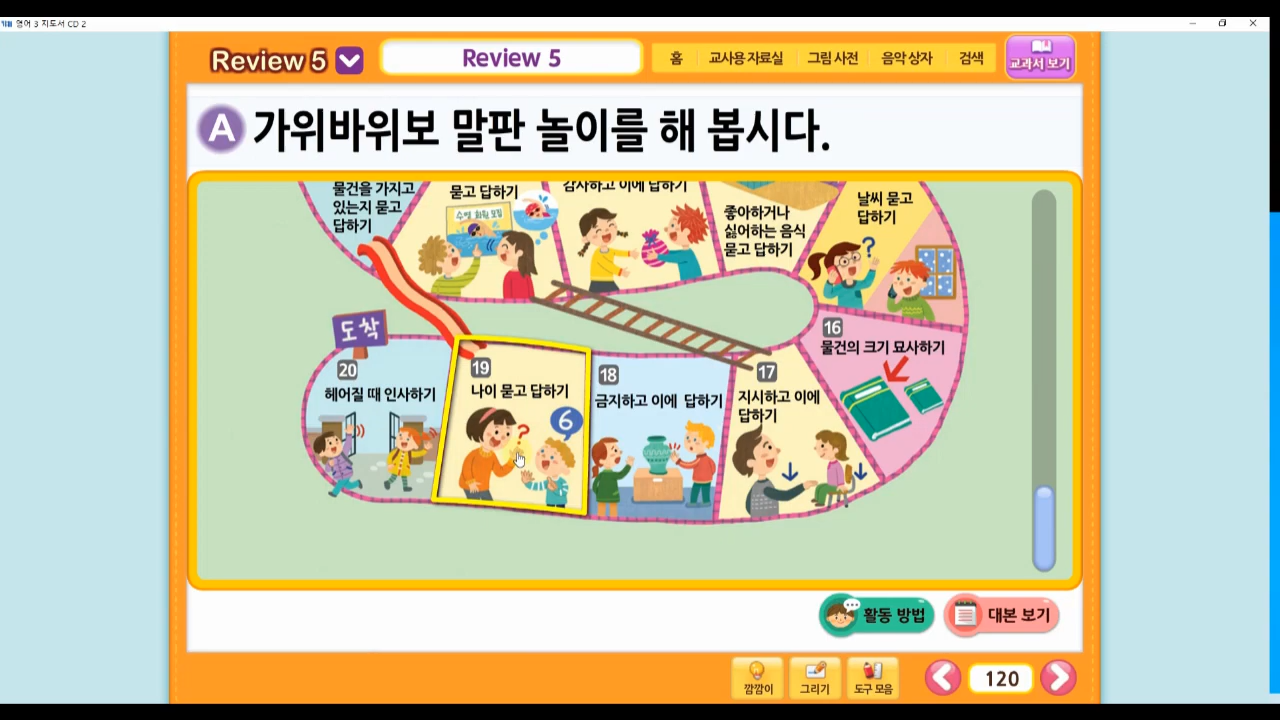 영어 3 지도서 CD 2
Review 5
Review 5
홈
교사용 자료실
그림 사전
음악 상자
검색
교과서 보기
A 가위바위보 말판 놀이를 해 봅시다.
물건을 가지고
있는지 묻고
답하기
묻고 답하기
수영 회원 모집
감사하고 이에 답하기
좋아하거나
싫어하는 음식
묻고 답하기
날씨 묻고
답하기
?
16
물건의 크기 묘사하기
17
지시하고 이에
답하기
18
금지하고 이에 답하기
19
나이 묻고 답하기
?
6
도착
20
헤어질 때 인사하기
활동 방법
대본 보기
깜깜이
그리기
도구 모음
120